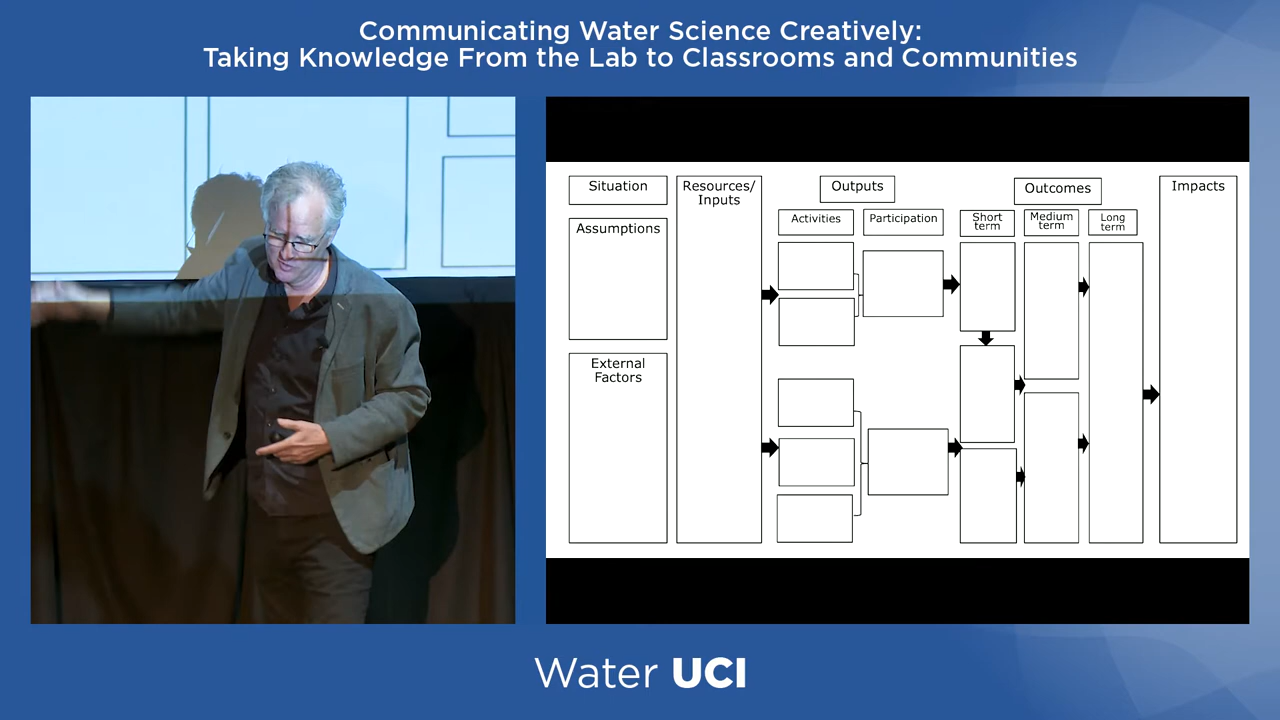 Communicating Water Science Creatively:
Taking Knowledge From the Lab to Classrooms and Communities
Situation
Assumptions
External
Factors
Resources/
Inputs
Outputs
Activities
Participation
Outcomes
Short
term
Medium
term
Long
term
Impacts
Water UCI